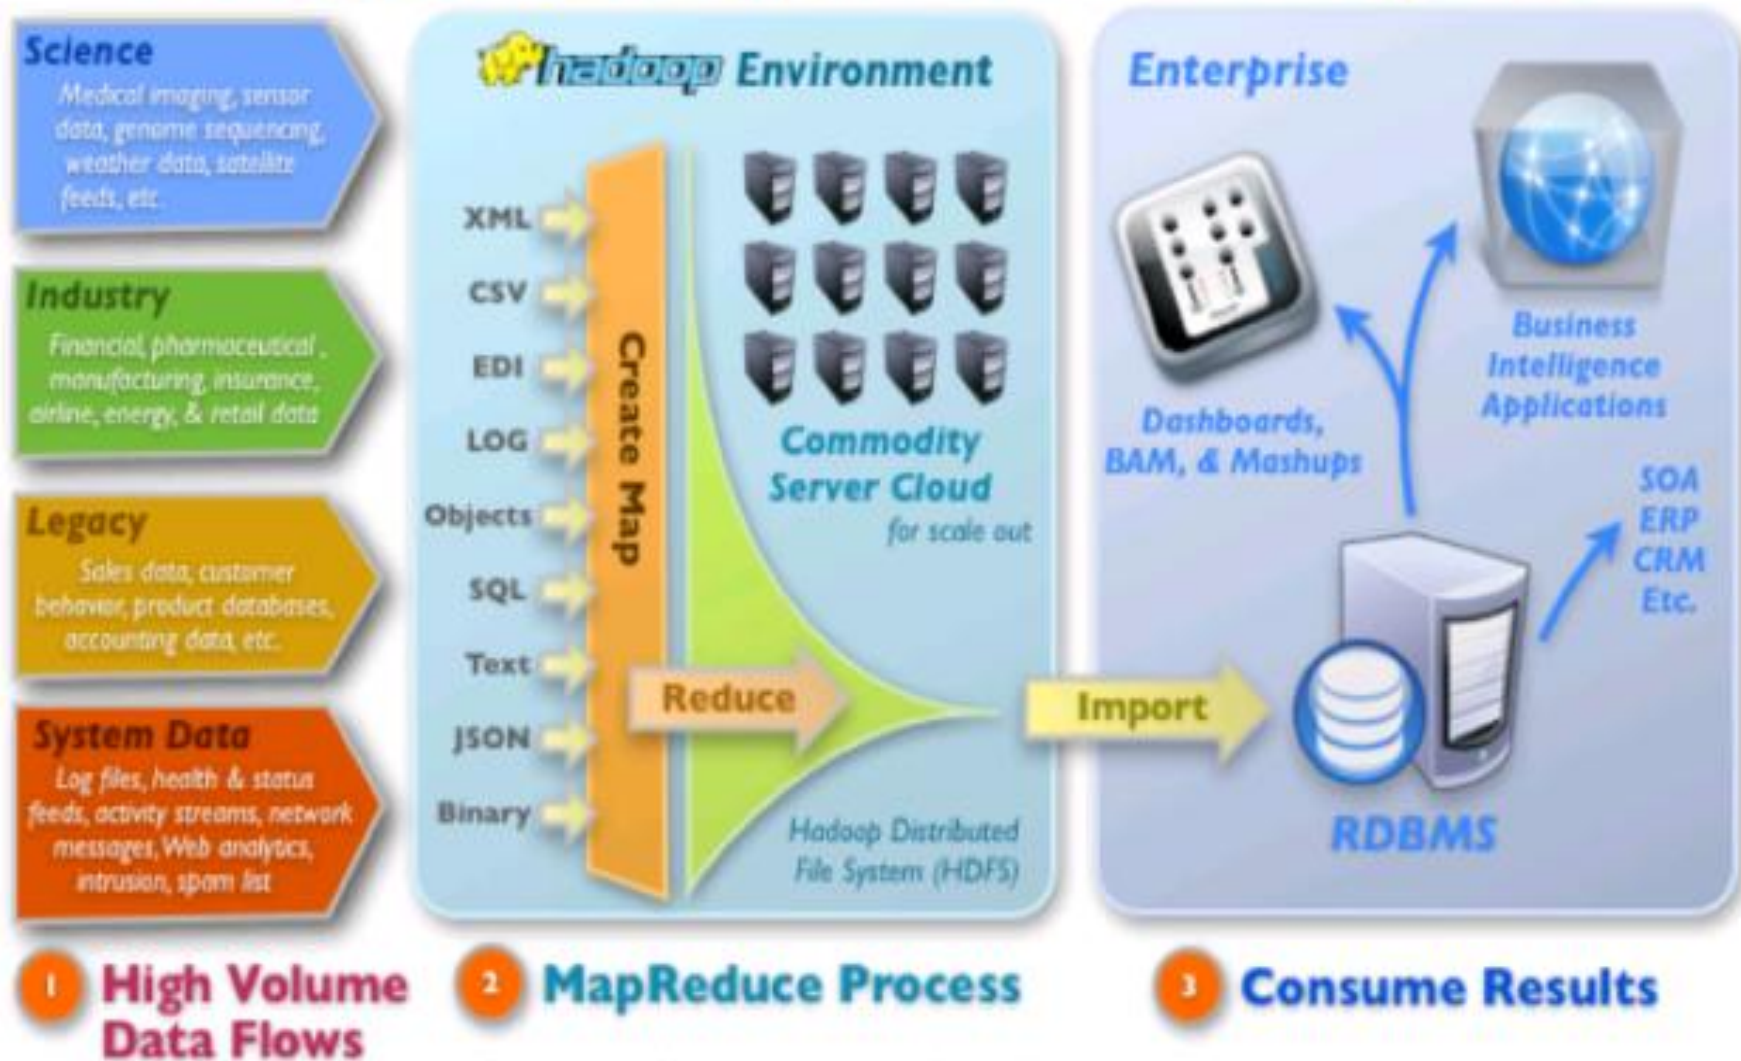 Science
Medical imaging, sensor
data, genome sequencing,
weather data, satellite
feeds, etc.
Industry
Financial, pharmaceutical ,
manufacturing, insurance,
airline, energy, & retail data
Legacy
Sales data, customer
behavior, product databases,
accounting data, etc.
System Data
Log files, health & status
feeds, activity streams, network
messages, Web analytics,
intrusion, spam list
1 High Volume
Data Flows
hadoop Environment
XML
CSV
EDI
LOG
Objects
SQL
Text
JSON
Binary
Create Map
Reduce
Commodity
Server Cloud
for scale out
Hadoop Distributed
File System (HDFS)
2 MapReduce Process
Import
Enterprise
Dashboards,
BAM, & Mashups
Business
Intelligence
Applications
SOA
ERP
CRM
Etc.
RDBMS
3 Consume Results